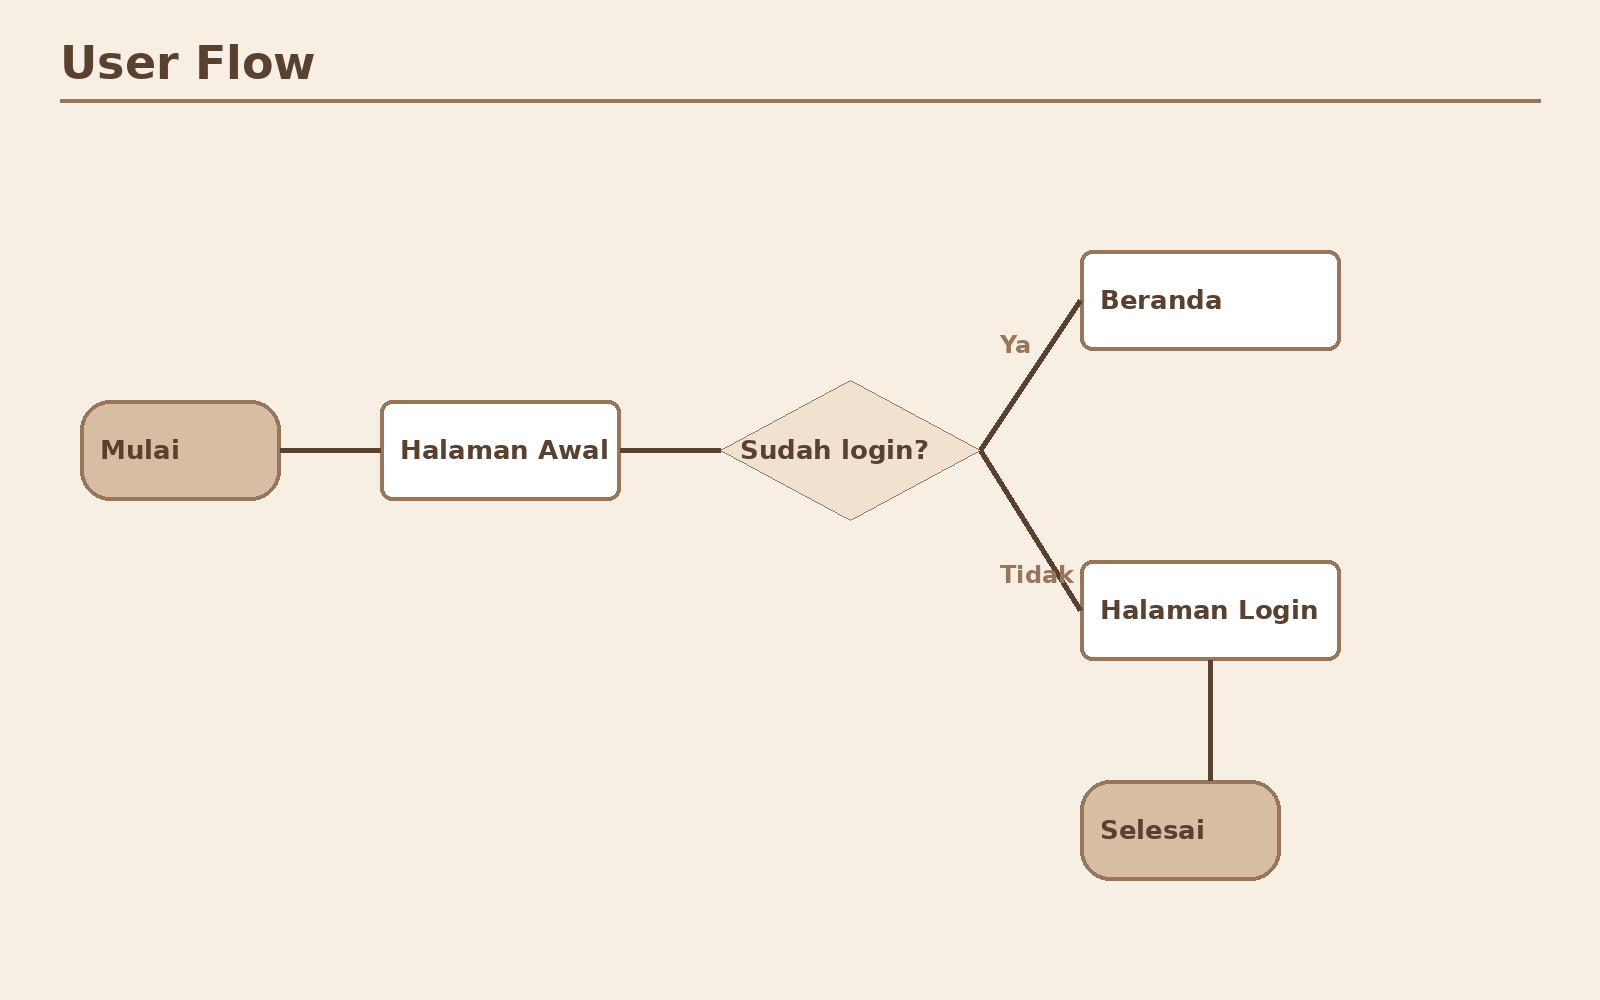 User Flow
Mulai
Halaman Awal
Sudah login?
Ya
Beranda
Tidak
Halaman Login
Selesai